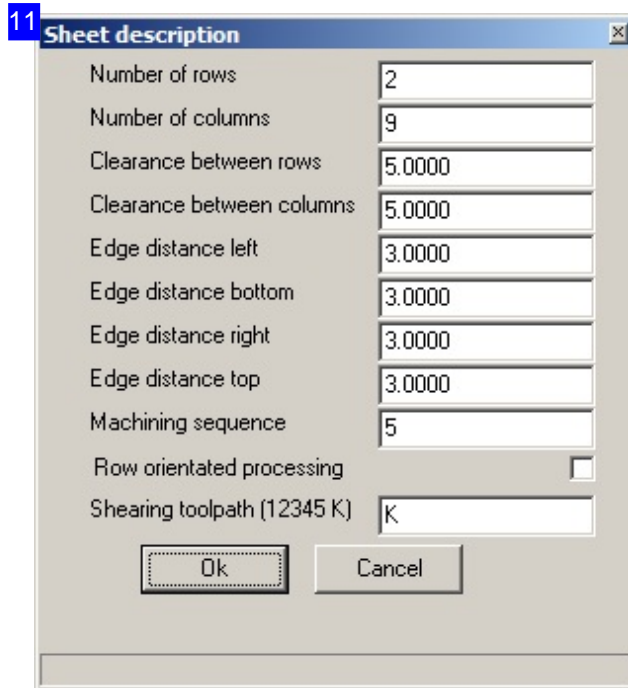 11
Sheet description
Number of rows 2
Number of columns 9
Clearance between rows 5.0000
Clearance between columns 5.0000
Edge distance left 3.0000
Edge distance bottom 3.0000
Edge distance right 3.0000
Edge distance top 3.0000
Machining sequence 5
Row orientated processing
Shearing toolpath (12345 K) K
Ok Cancel